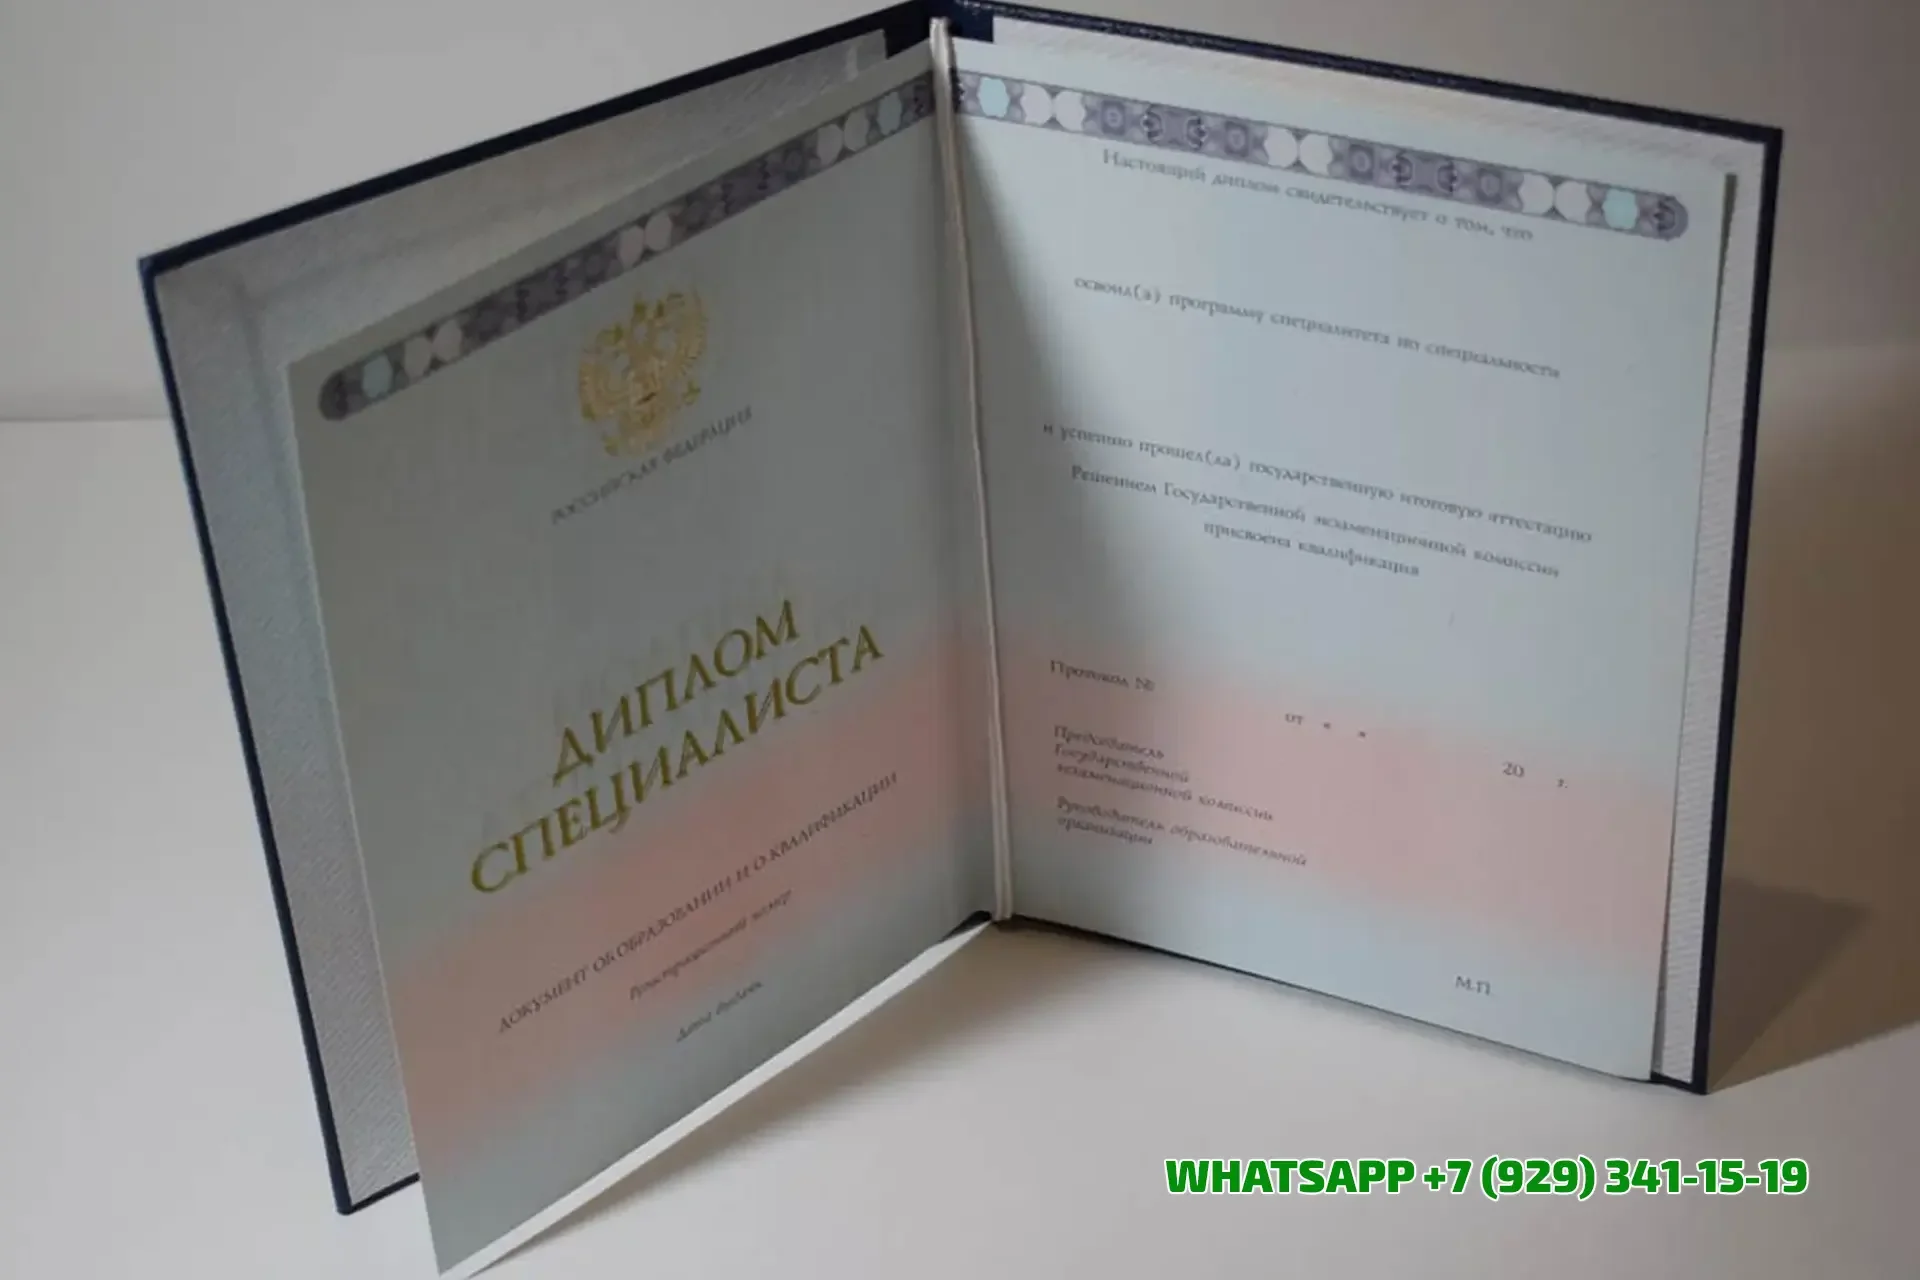 РОССИЙСКАЯ ФЕДЕРАЦИЯ
ДИПЛОМ
СПЕЦИАЛИСТА
ДОКУМЕНТ ОБ ОБРАЗОВАНИИ И О КВАЛИФИКАЦИИ
Регистрационный номер
Дата выдачи
Настоящий диплом свидетельствует о том, что
освоил(а) программу специалитета по специальности
и успешно прошел(ла) государственную итоговую аттестацию
Решением Государственной экзаменационной комиссии
присвоена квалификация
Протокол №
от « »
20 г.
Председатель
Государственной
экзаменационной комиссии
Руководитель образовательной
организации
М.П.
WHATSAPP +7 (929) 341-15-19